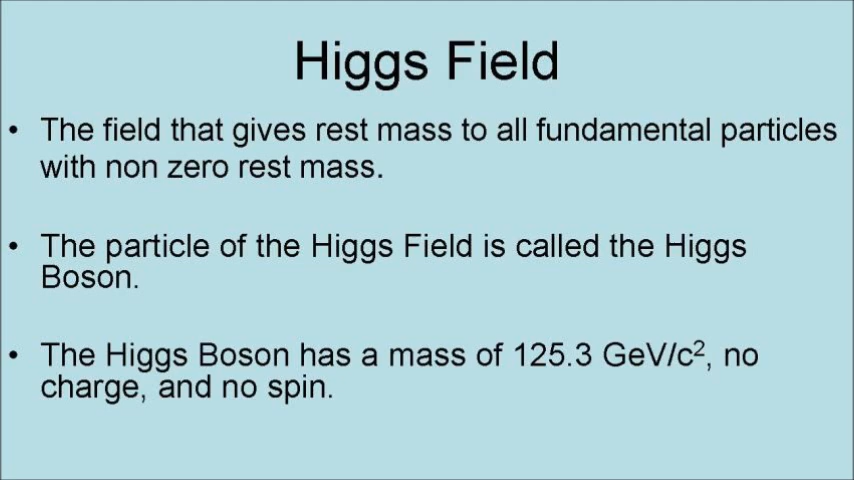 Higgs Field
• The field that gives rest mass to all fundamental particles
with non zero rest mass.
• The particle of the Higgs Field is called the Higgs
Boson.
• The Higgs Boson has a mass of 125.3 GeV/c², no
charge, and no spin.